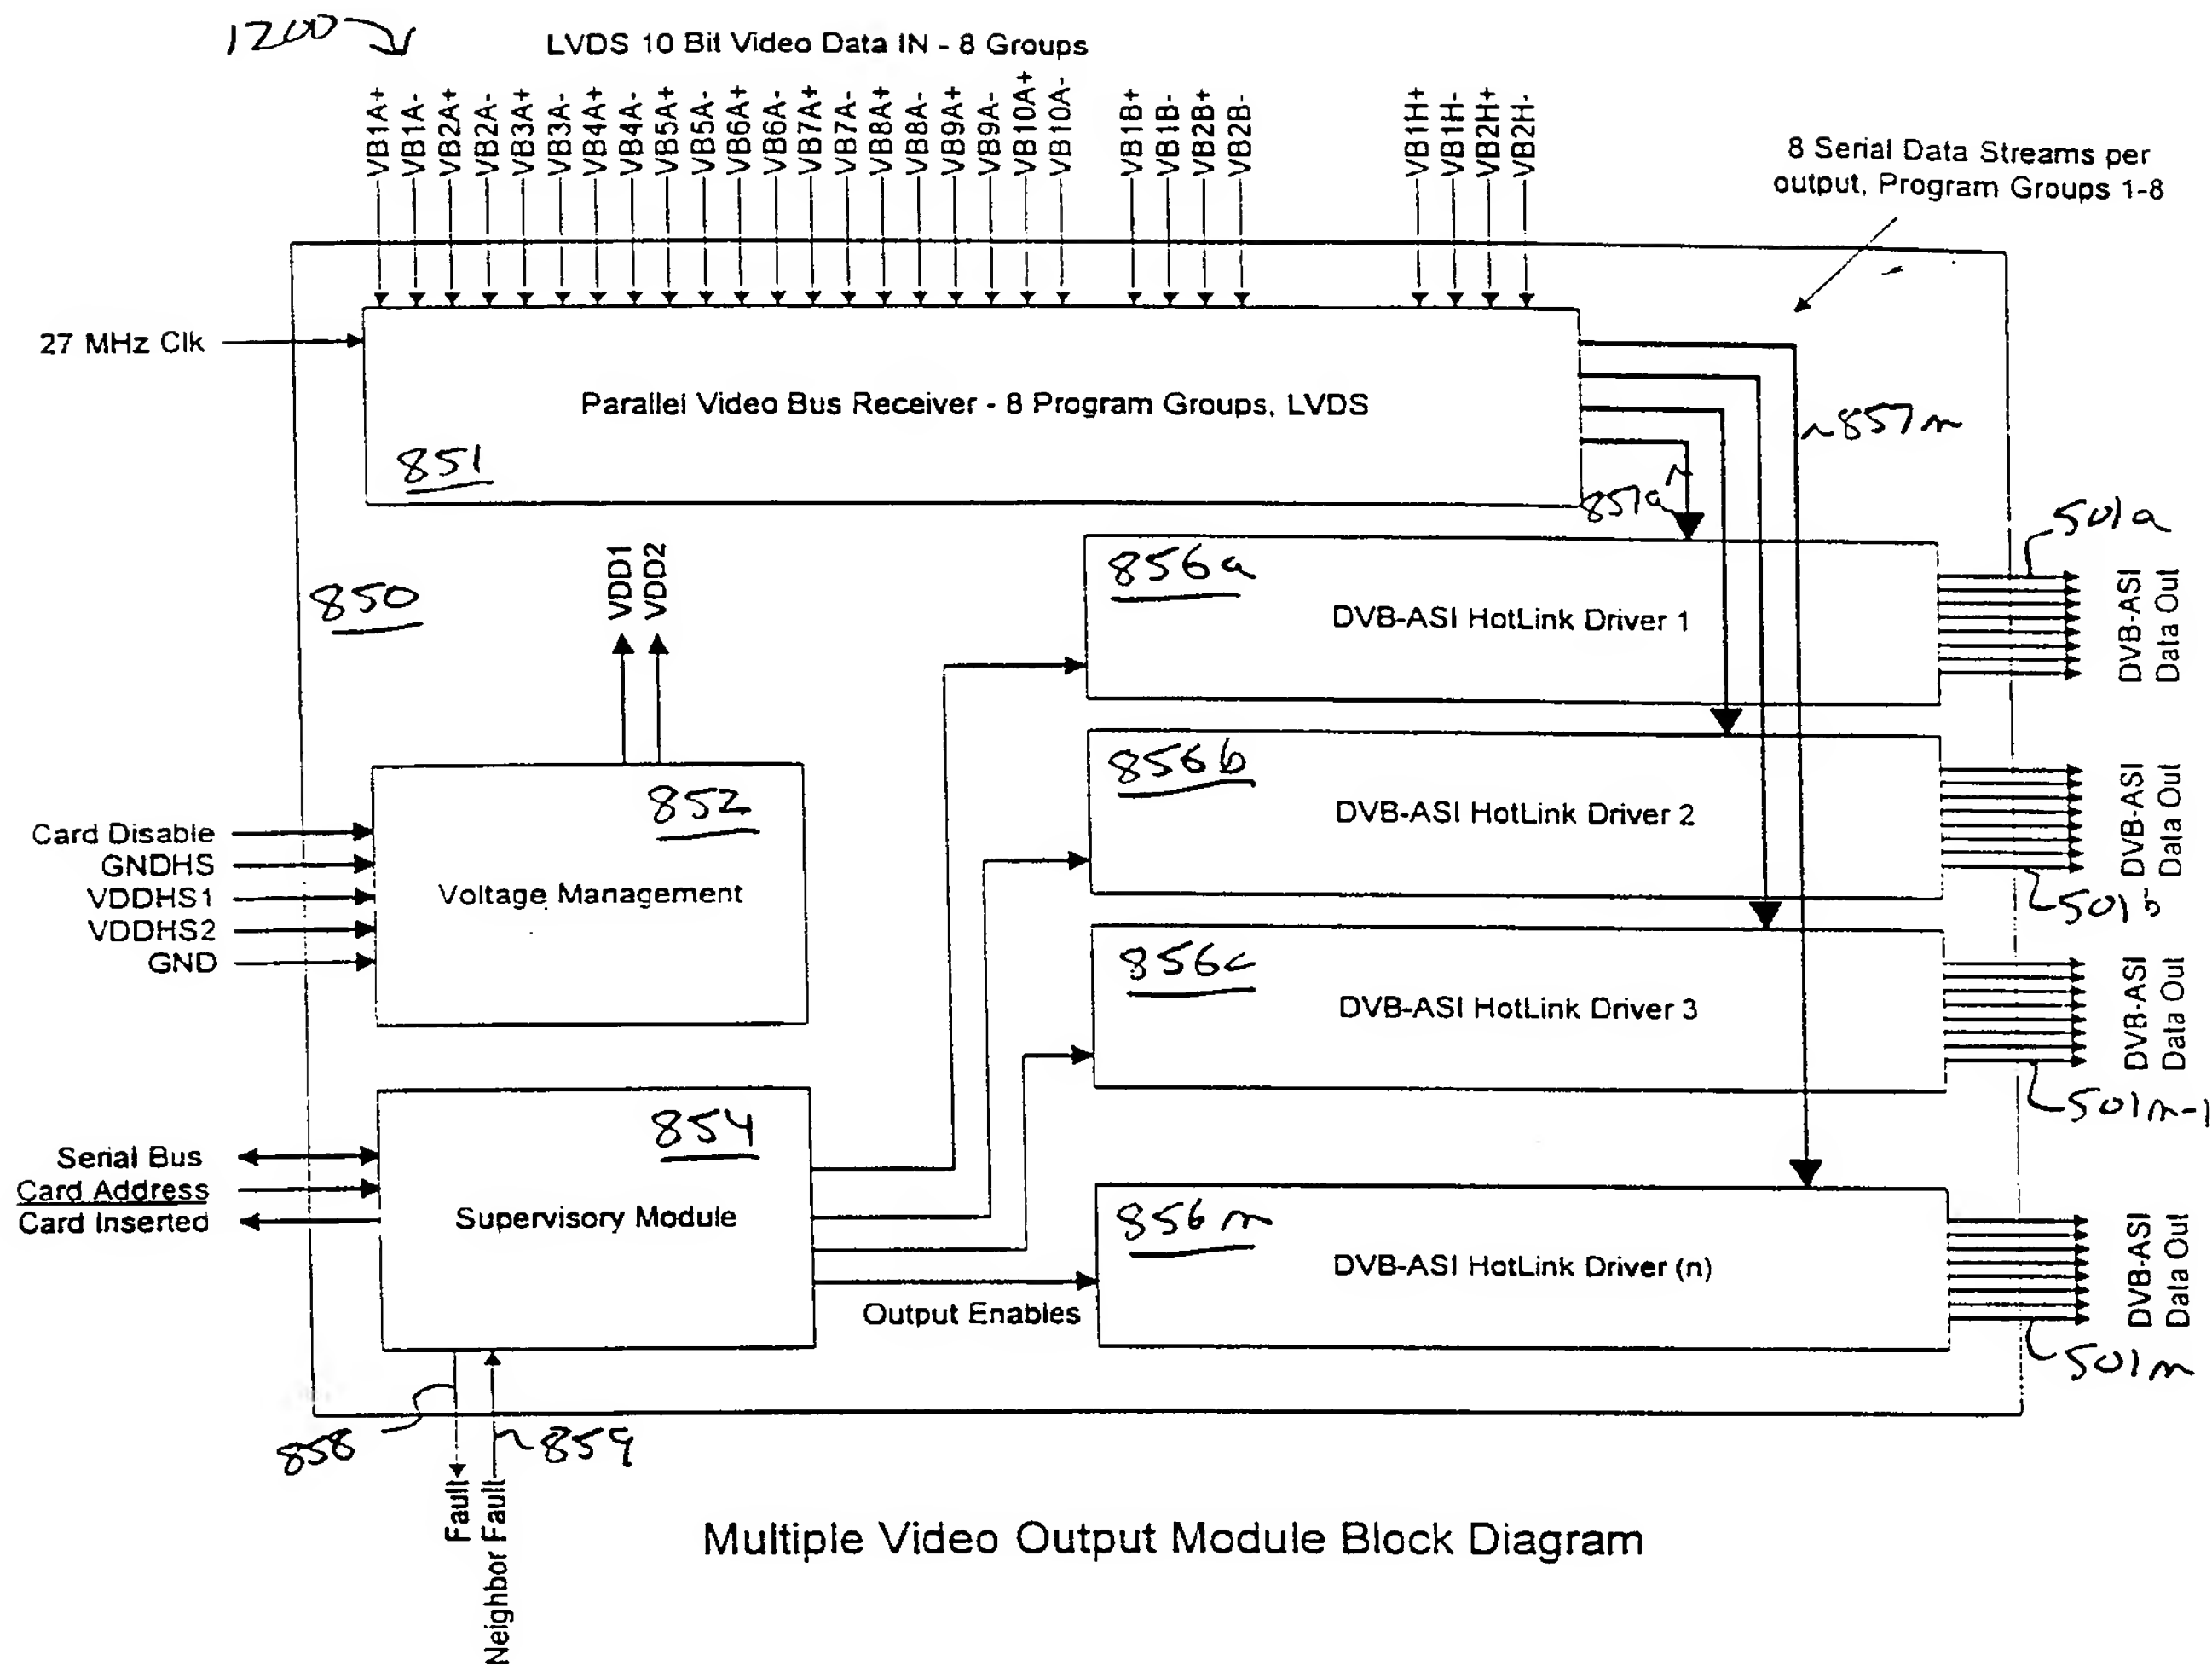 1200
LVDS 10 Bit Video Data IN - 8 Groups
VB1A+
VB1A-
VB2A+
VB2A-
VB3A+
VB3A-
VB4A+
VB4A-
VB5A+
VB5A-
VB6A+
VB6A-
VB7A+
VB7A-
VB8A+
VB8A-
VB9A+
VB9A-
VB10A+
VB10A-
VB1B+
VB1B-
VB2B+
VB2B-
VB1H+
VB1H-
VB2H+
VB2H-
8 Serial Data Streams per
output, Program Groups 1-8
27 MHz Clk
Parallel Video Bus Receiver - 8 Program Groups, LVDS
851
857n
857a
501a
850
VDD1
VDD2
856a
DVB-ASI HotLink Driver 1
DVB-ASI
Data Out
852
Voltage Management
Card Disable
GNDHS
VDDHS1
VDDHS2
GND
856b
DVB-ASI HotLink Driver 2
DVB-ASI
Data Out
501b
856c
DVB-ASI HotLink Driver 3
DVB-ASI
Data Out
501n-1
854
Supervisory Module
Serial Bus
Card Address
Card Inserted
856n
DVB-ASI HotLink Driver (n)
Output Enables
DVB-ASI
Data Out
501n
858
859
Fault
Neighbor Fault
Multiple Video Output Module Block Diagram